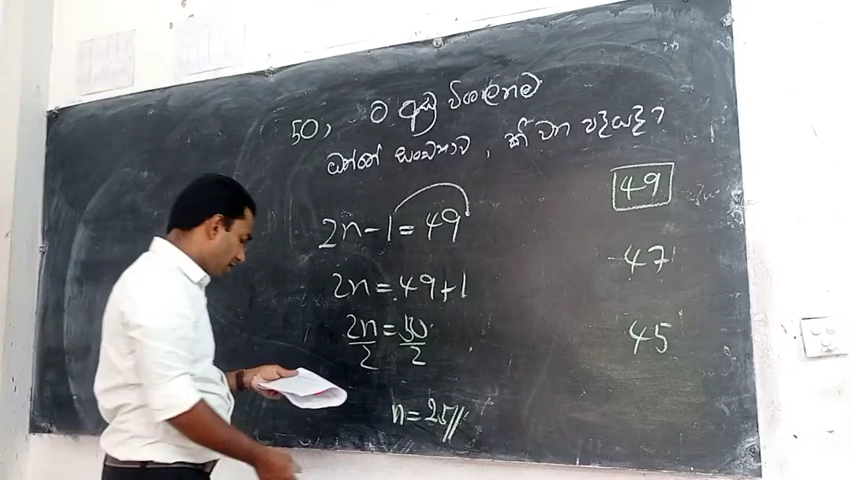 50, ට අඩු විශාලතම
ඔත්තේ සංඛ්‍යාව, කී වන පදයද?
2n-1=49
2n=49+1
2n/2=50/2
n=25//
49
47
45